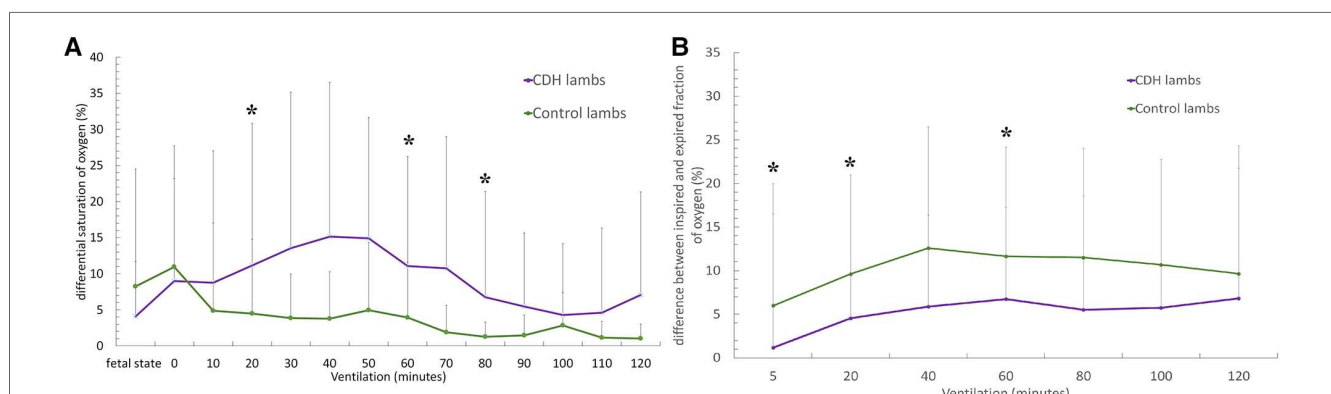 A
40
35
30
25
20
15
10
5
0
differential saturation of oxygen (%)
CDH lambs
Control lambs
*
*
*
fetal state 0 10 20 30 40 50 60 70 80 90 100 110 120
Ventilation (minutes)
B
35
30
25
20
15
10
5
0
difference between inspired and expired fraction
of oxygen (%)
CDH lambs
Control lambs
*
*
*
5 20 40 60 80 100 120
Ventilation (minutes)